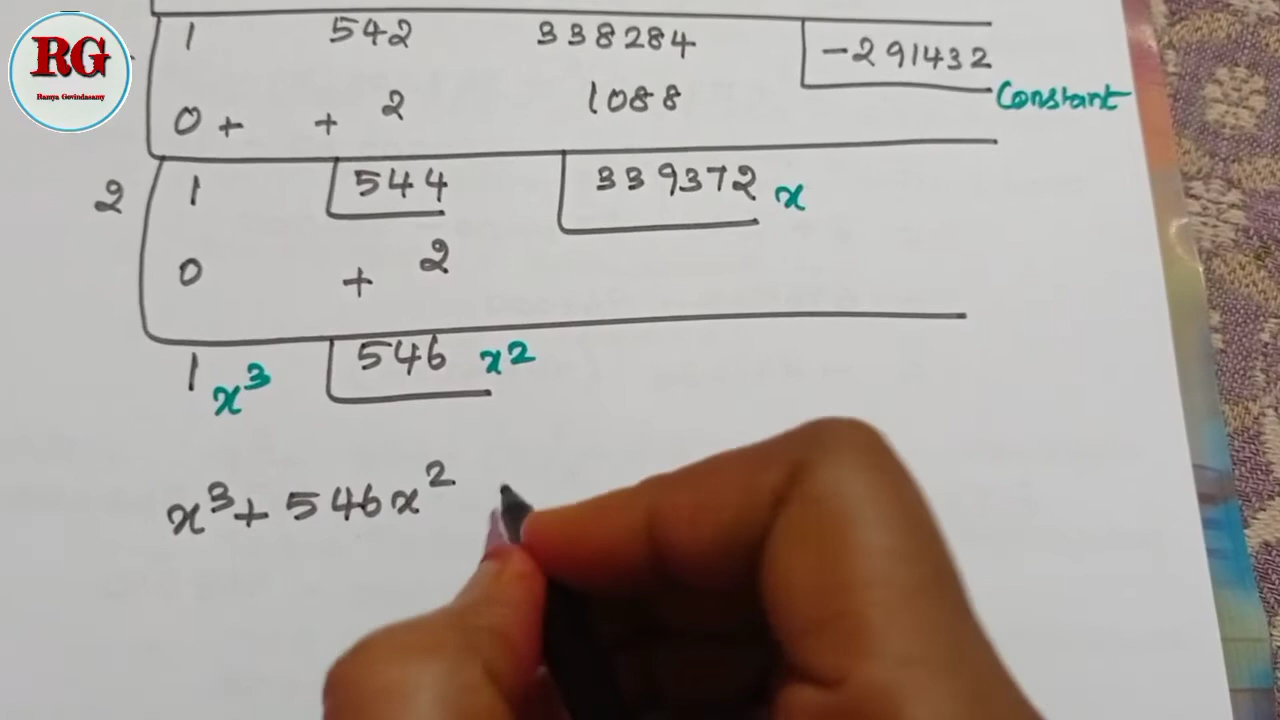 RG
Ramya Govindasamy
1 542 338284 -291432
0 + + 2 1088 Constant
2 1 544 339372 x
0 + 2
1 x³ 546 x2
x³ + 546x²